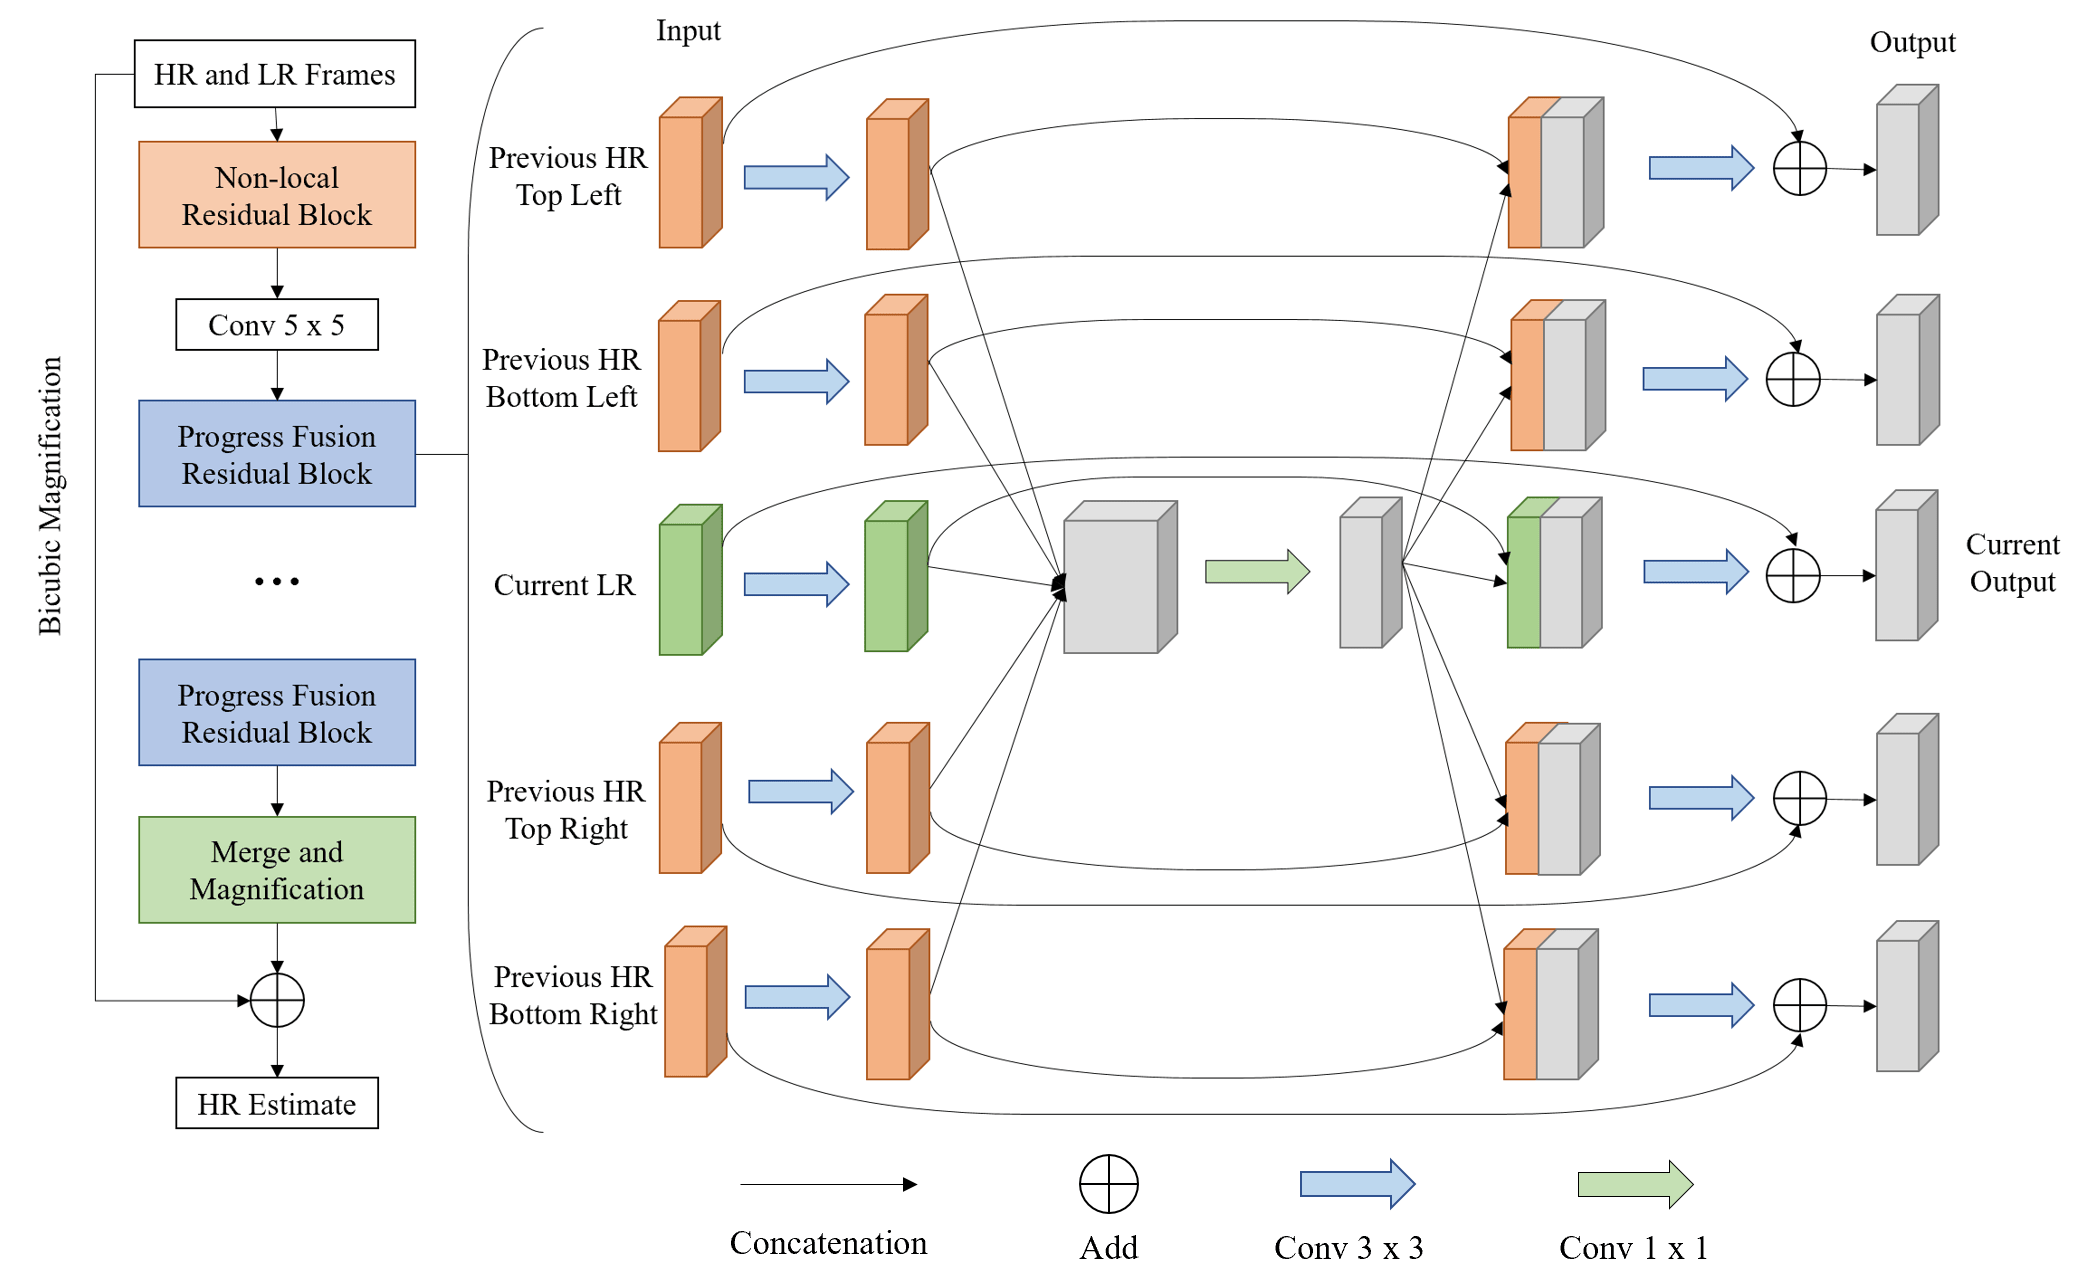 HR and LR Frames
Non-local
Residual Block
Conv 5 x 5
Progress Fusion
Residual Block
...
Progress Fusion
Residual Block
Merge and
Magnification
HR Estimate
Bicubic Magnification
Input
Output
Previous HR
Top Left
Previous HR
Bottom Left
Current LR
Current
Output
Previous HR
Top Right
Previous HR
Bottom Right
Concatenation
Add
Conv 3 x 3
Conv 1 x 1